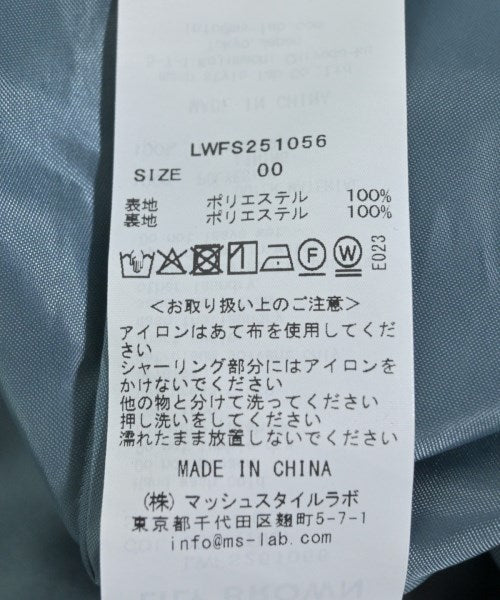 LWFS251056
SIZE 00
表地 ポリエステル 100%
裏地 ポリエステル 100%
F W E023
<お取り扱い上のご注意>
アイロンはあて布を使用してくだ
さい
シャーリング部分にはアイロンを
かけないでください
他の物と分けて洗ってください
押し洗いをしてください
濡れたまま放置しないでください
MADE IN CHINA
(株) マッシュスタイルラボ
東京都千代田区麹町5-7-1
info@ms-lab.com